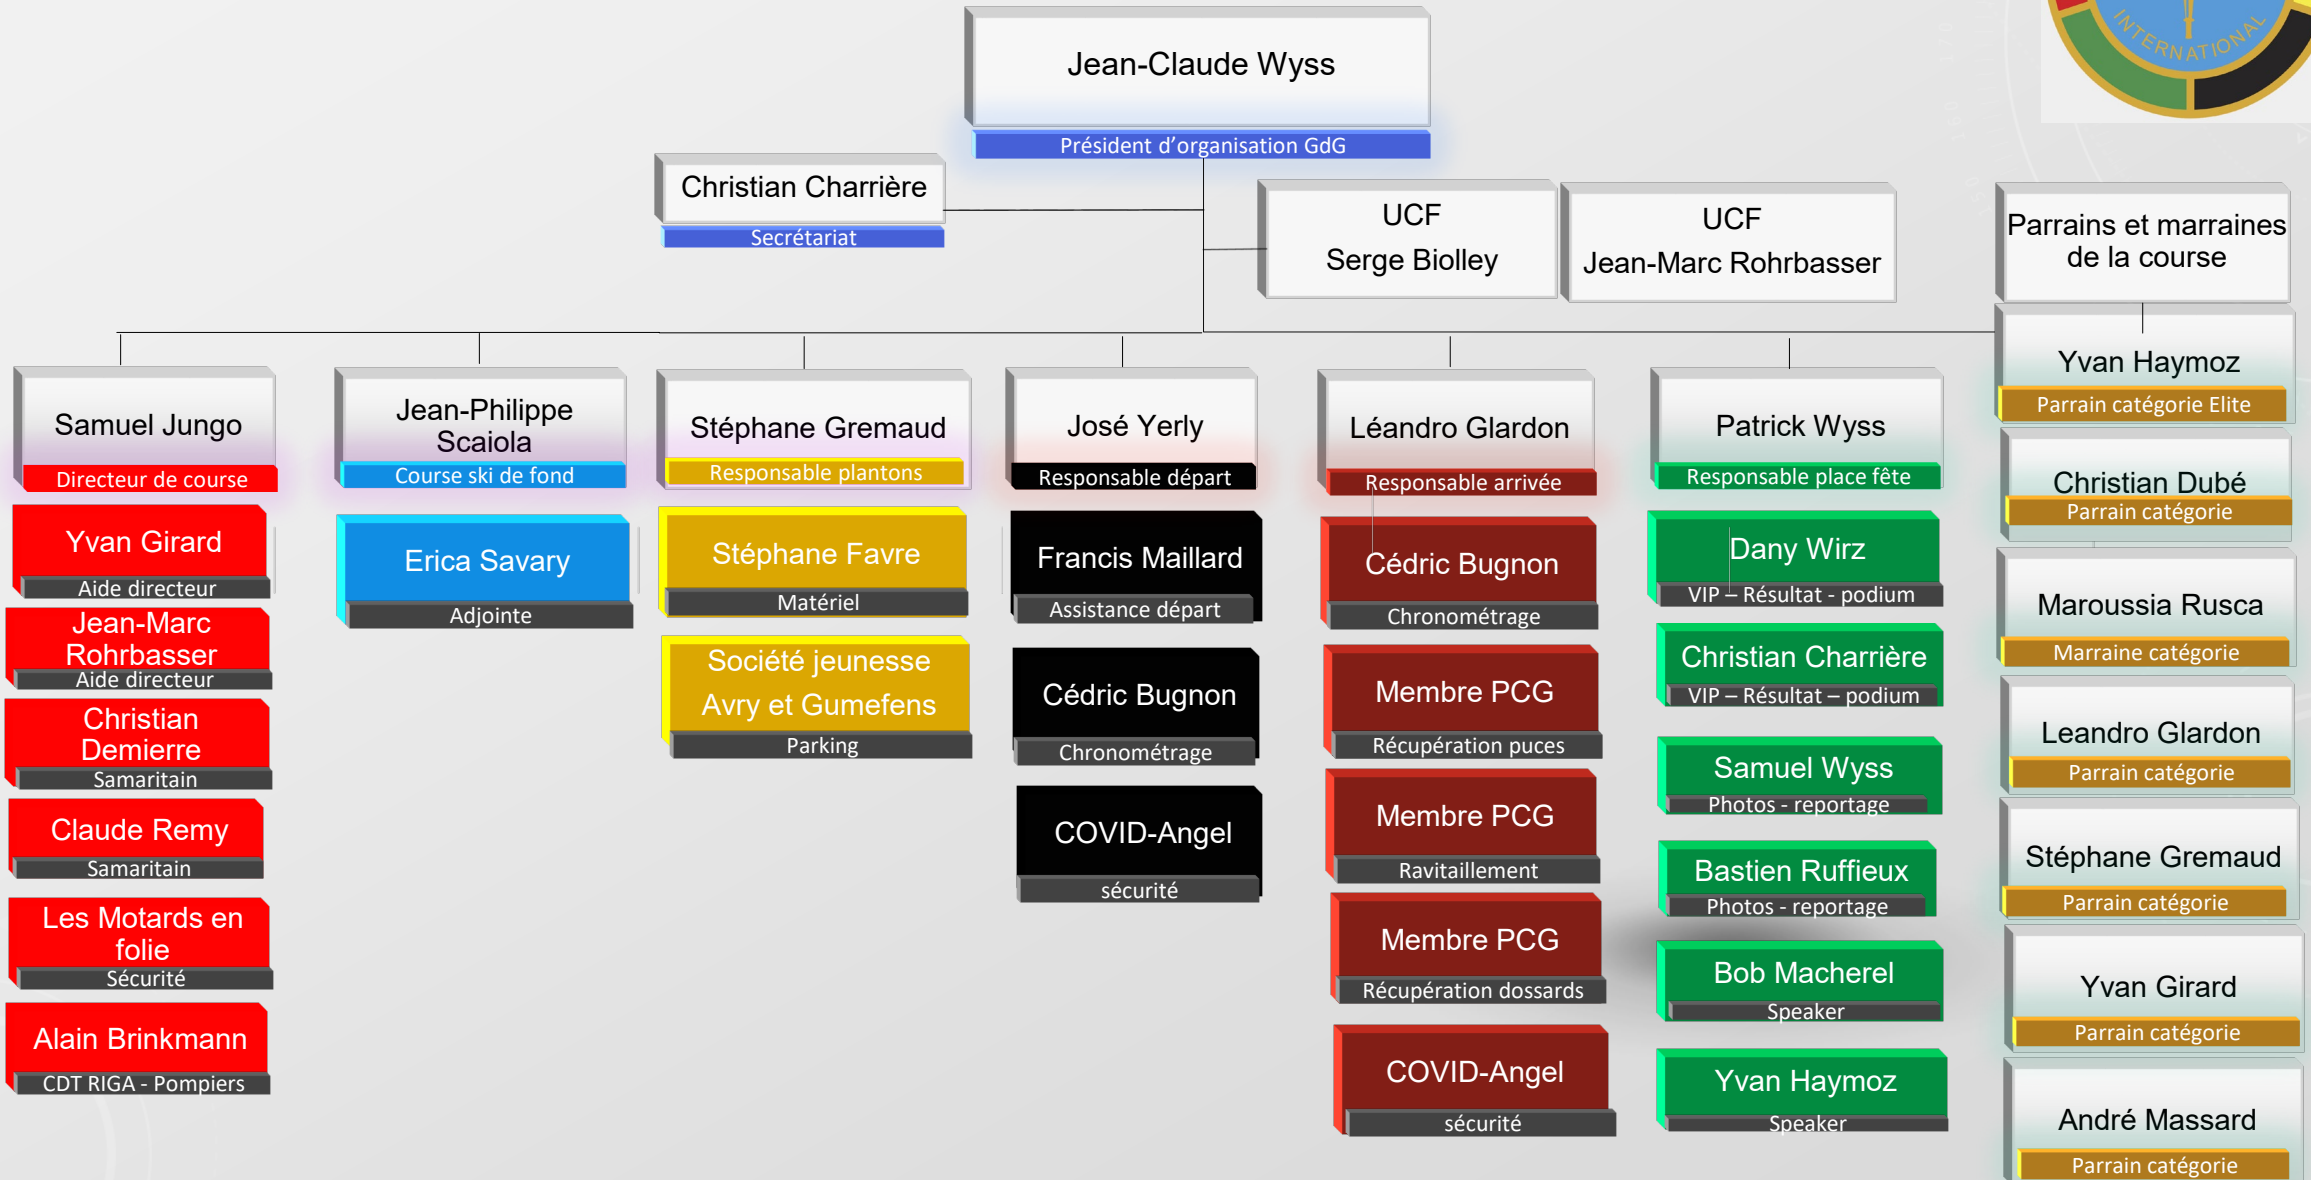 INTERNATIONAL
Jean-Claude Wyss
Président d'organisation GdG
Christian Charrière
Secrétariat
UCF
Serge Biolley
UCF
Jean-Marc Rohrbasser
Parrains et marraines
de la course
Samuel Jungo
Directeur de course
Yvan Girard
Aide directeur
Jean-Marc
Rohrbasser
Aide directeur
Christian
Demierre
Samaritain
Claude Remy
Samaritain
Les Motards en
folie
Sécurité
Alain Brinkmann
CDT RIGA - Pompiers
Jean-Philippe
Scaiola
Course ski de fond
Erica Savary
Adjointe
Stéphane Gremaud
Responsable plantons
Stéphane Favre
Matériel
Société jeunesse
Avry et Gumefens
Parking
José Yerly
Responsable départ
Francis Maillard
Assistance départ
Cédric Bugnon
Chronométrage
COVID-Angel
sécurité
Léandro Glardon
Responsable arrivée
Cédric Bugnon
Chronométrage
Membre PCG
Récupération puces
Membre PCG
Ravitaillement
Membre PCG
Récupération dossards
COVID-Angel
sécurité
Patrick Wyss
Responsable place fête
Dany Wirz
VIP – Résultat - podium
Christian Charrière
VIP – Résultat – podium
Samuel Wyss
Photos - reportage
Bastien Ruffieux
Photos - reportage
Bob Macherel
Speaker
Yvan Haymoz
Speaker
Yvan Haymoz
Parrain catégorie Elite
Christian Dubé
Parrain catégorie
Maroussia Rusca
Marraine catégorie
Leandro Glardon
Parrain catégorie
Stéphane Gremaud
Parrain catégorie
Yvan Girard
Parrain catégorie
André Massard
Parrain catégorie